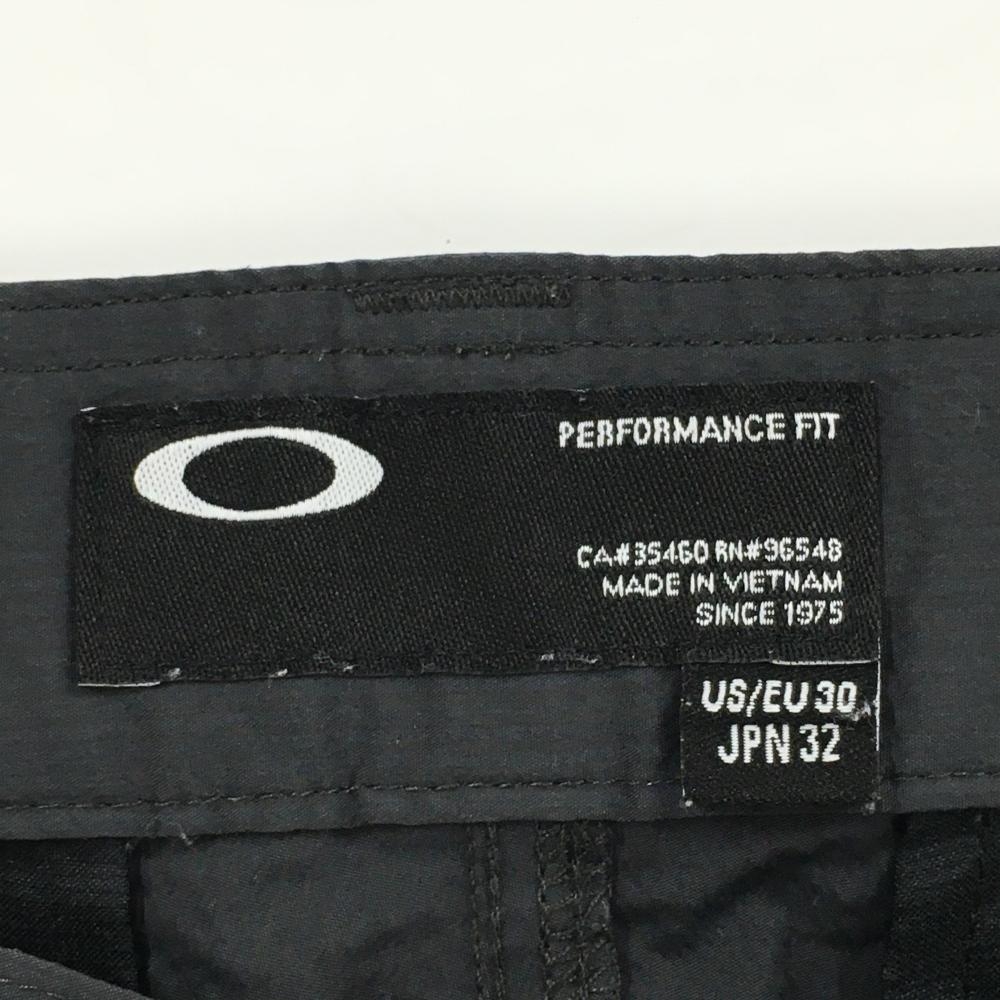 PERFORMANCE FIT
CA#35460 RN#96548
MADE IN VIETNAM
SINCE 1975
US/EU 30
JPN 32